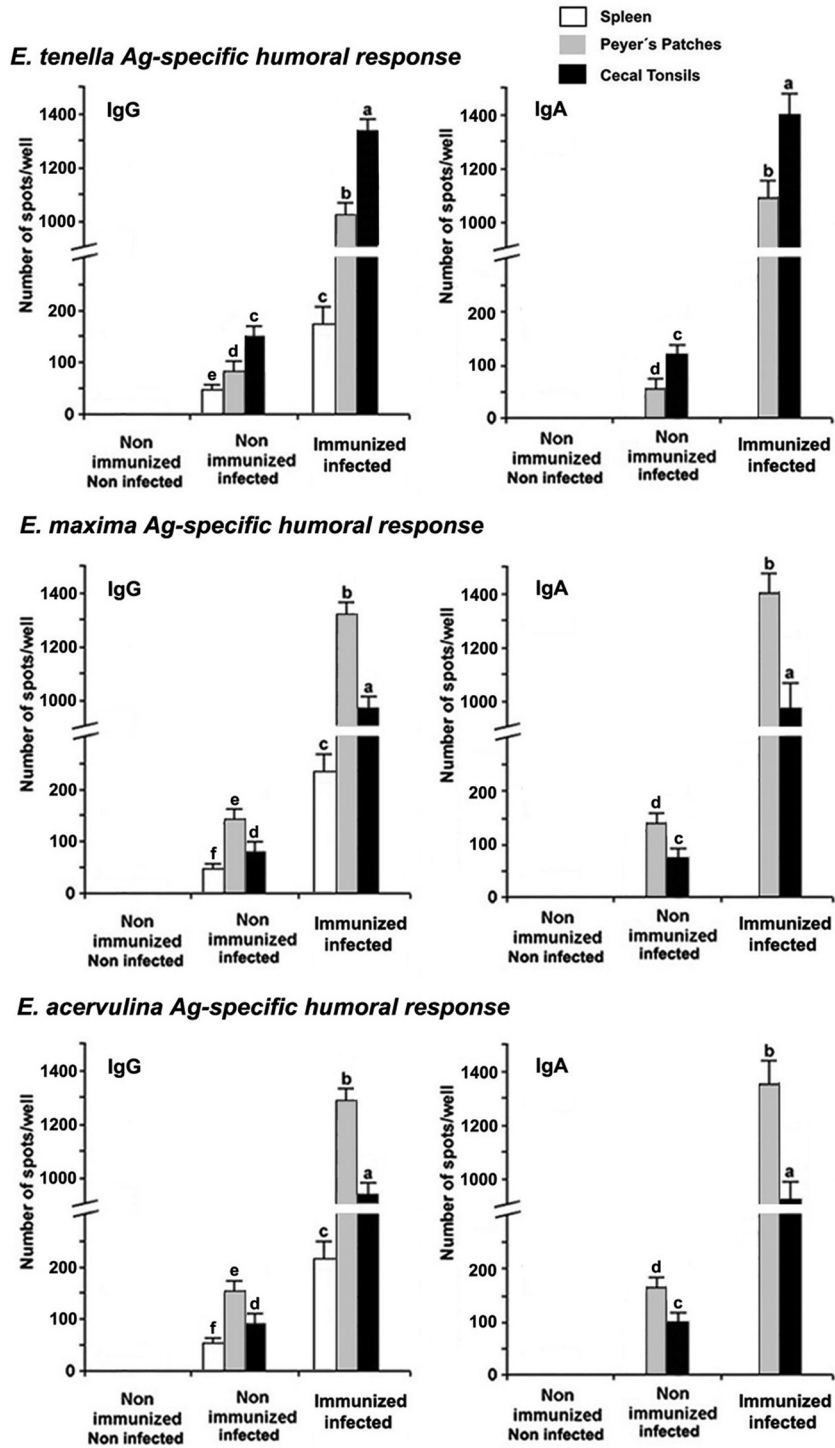 Spleen
Peyer´s Patches
Cecal Tonsils
E. tenella Ag-specific humoral response
IgG
Number of spots/well
1400
1200
1000
200
100
0
e
d
c
c
b
a
Non
immunized
Non infected
Non
immunized
infected
Immunized
infected
IgA
Number of spots/well
1400
1200
1000
200
100
0
d
c
b
a
Non
immunized
Non infected
Non
immunized
infected
Immunized
infected
E. maxima Ag-specific humoral response
IgG
Number of spots/well
1400
1200
1000
200
100
0
f
e
d
c
b
a
Non
immunized
Non infected
Non
immunized
infected
Immunized
infected
IgA
Number of spots/well
1400
1200
1000
200
100
0
d
c
b
a
Non
immunized
Non infected
Non
immunized
infected
Immunized
infected
E. acervulina Ag-specific humoral response
IgG
Number of spots/well
1400
1200
1000
200
100
0
f
e
d
c
b
a
Non
immunized
Non infected
Non
immunized
infected
Immunized
infected
IgA
Number of spots/well
1400
1200
1000
200
100
0
d
c
b
a
Non
immunized
Non infected
Non
immunized
infected
Immunized
infected